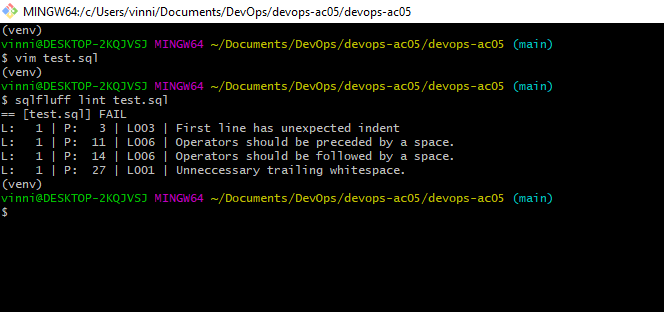 MINGW64:/c/Users/vinni/Documents/DevOps/devops-ac05/devops-ac05
(venv)
vinni@DESKTOP-2KQJVSJ MINGW64 ~/Documents/DevOps/devops-ac05/devops-ac05 (main)
$ vim test.sql
(venv)
vinni@DESKTOP-2KQJVSJ MINGW64 ~/Documents/DevOps/devops-ac05/devops-ac05 (main)
$ sqlfluff lint test.sql
== [test.sql] FAIL
L:   1 | P:   3 | L003 | First line has unexpected indent
L:   1 | P:  11 | L006 | Operators should be preceded by a space.
L:   1 | P:  14 | L006 | Operators should be followed by a space.
L:   1 | P:  27 | L001 | Unneccessary trailing whitespace.
(venv)
vinni@DESKTOP-2KQJVSJ MINGW64 ~/Documents/DevOps/devops-ac05/devops-ac05 (main)
$